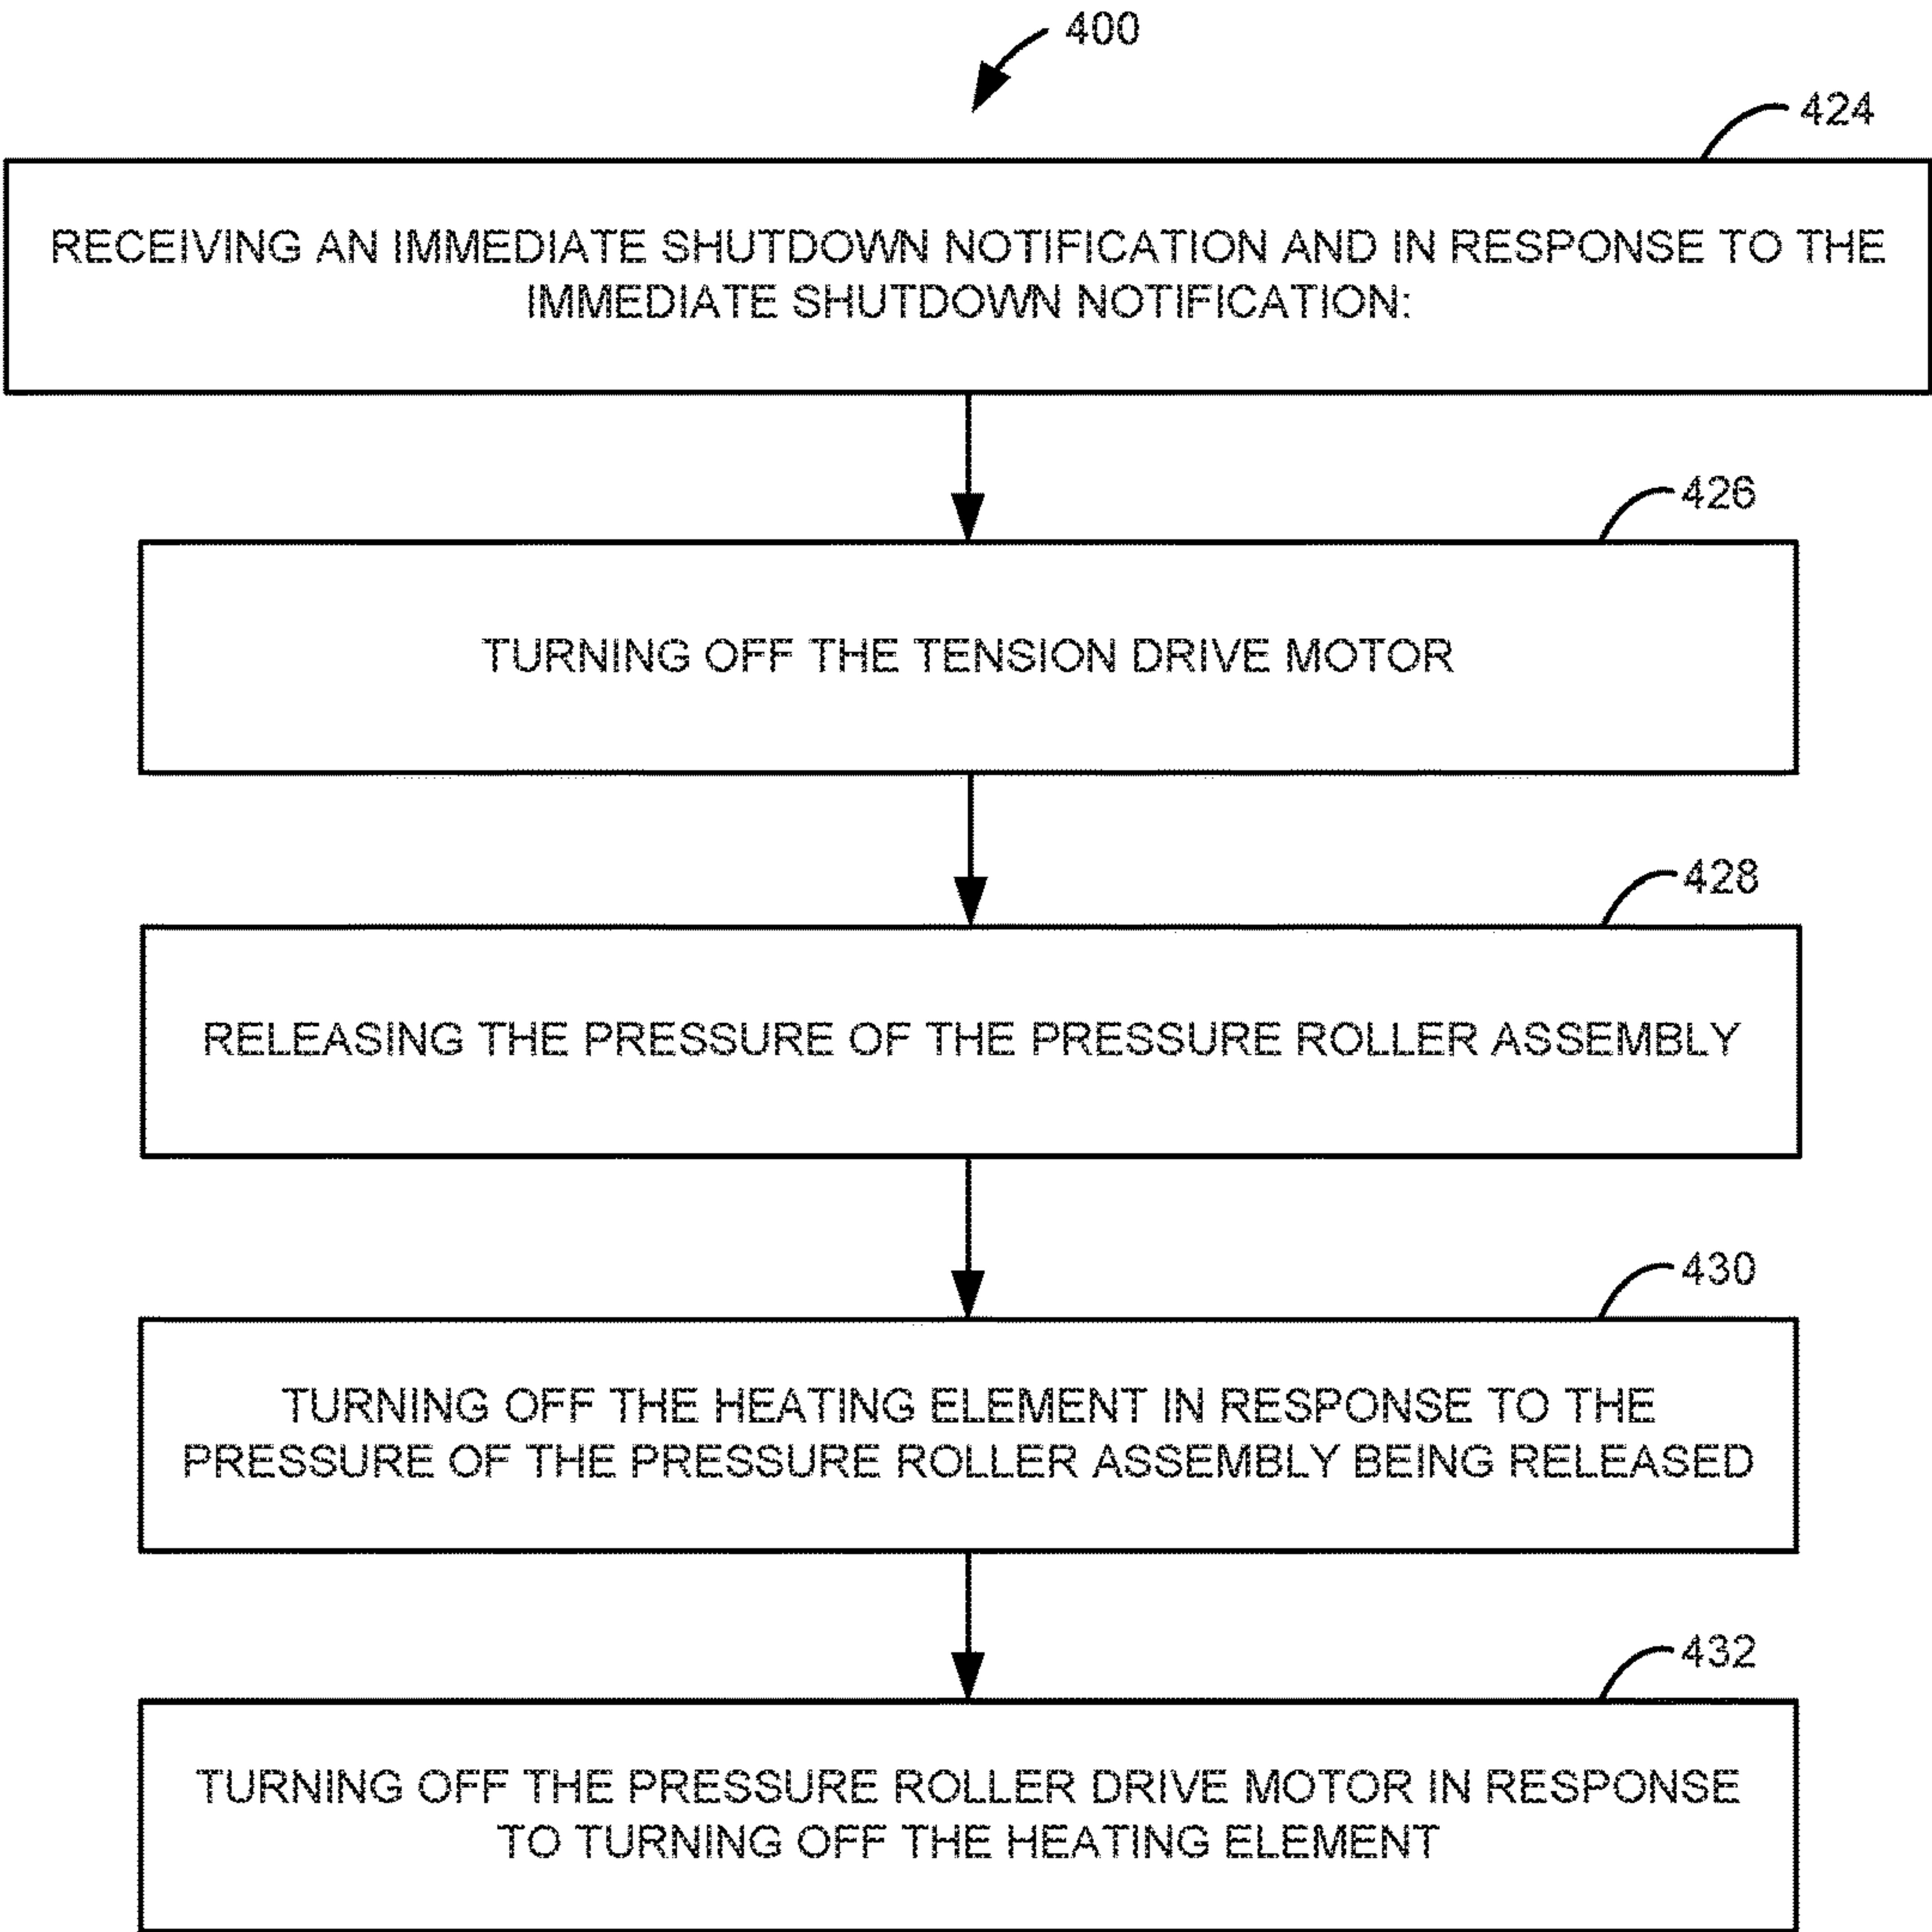 400
424
RECEIVING AN IMMEDIATE SHUTDOWN NOTIFICATION AND IN RESPONSE TO THE
IMMEDIATE SHUTDOWN NOTIFICATION:
426
TURNING OFF THE TENSION DRIVE MOTOR
428
RELEASING THE PRESSURE OF THE PRESSURE ROLLER ASSEMBLY
430
TURNING OFF THE HEATING ELEMENT IN RESPONSE TO THE
PRESSURE OF THE PRESSURE ROLLER ASSEMBLY BEING RELEASED
432
TURNING OFF THE PRESSURE ROLLER DRIVE MOTOR IN RESPONSE
TO TURNING OFF THE HEATING ELEMENT